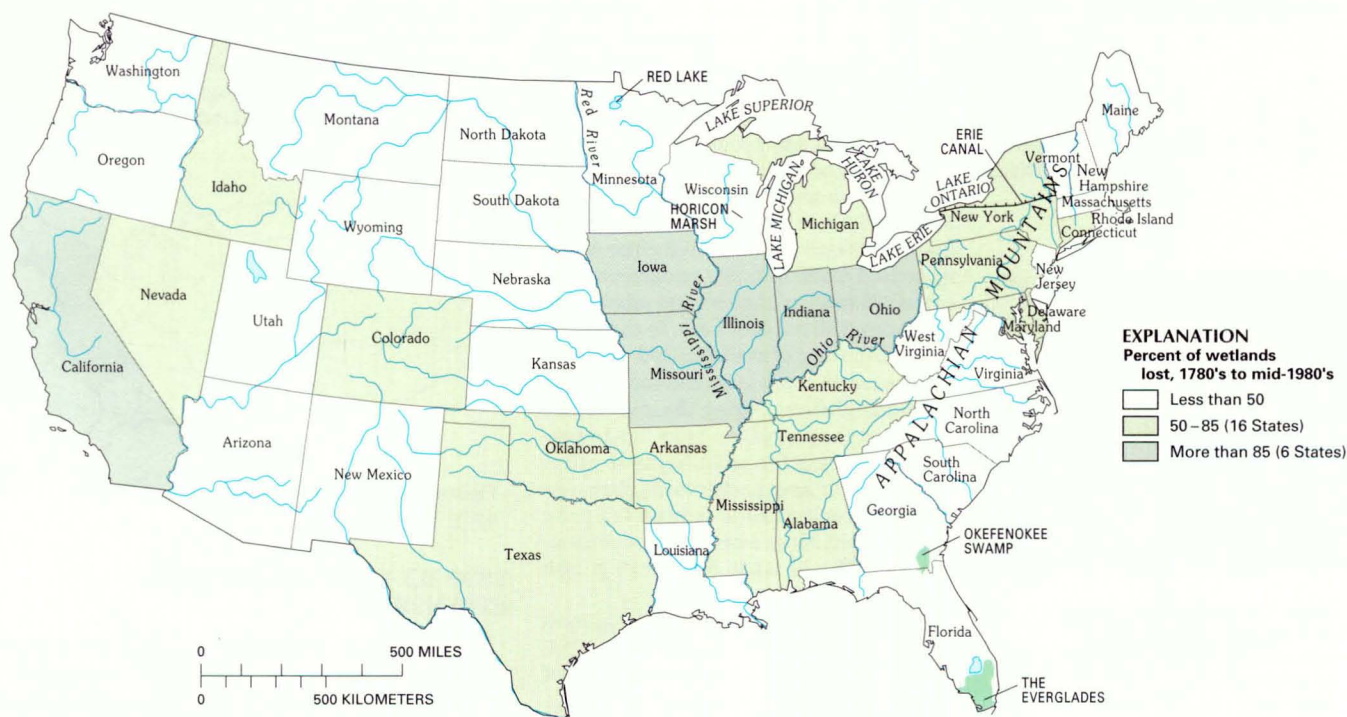 Washington
Oregon
Idaho
Montana
North Dakota
South Dakota
Wyoming
Nebraska
Nevada
Utah
Colorado
Kansas
California
Arizona
New Mexico
Oklahoma
Texas
Red River
RED LAKE
Minnesota
LAKE SUPERIOR
Wisconsin
HORICON
MARSH
LAKE MICHIGAN
LAKE
HURON
Michigan
LAKE ERIE
LAKE
ONTARIO
ERIE
CANAL
Iowa
Missouri
Mississippi River
Illinois
Indiana
Ohio
Ohio River
Kentucky
Tennessee
Arkansas
Louisiana
Mississippi
Alabama
Georgia
Florida
South
Carolina
North
Carolina
Virginia
West
Virginia
APPALACHIAN MOUNTAINS
Pennsylvania
New York
Maine
Vermont
New
Hampshire
Massachusetts
Rhode Island
Connecticut
New
Jersey
Delaware
Maryland
OKEFENOKEE
SWAMP
THE
EVERGLADES
EXPLANATION
Percent of wetlands
lost, 1780's to mid-1980's
Less than 50
50–85 (16 States)
More than 85 (6 States)
0 500 MILES
0 500 KILOMETERS